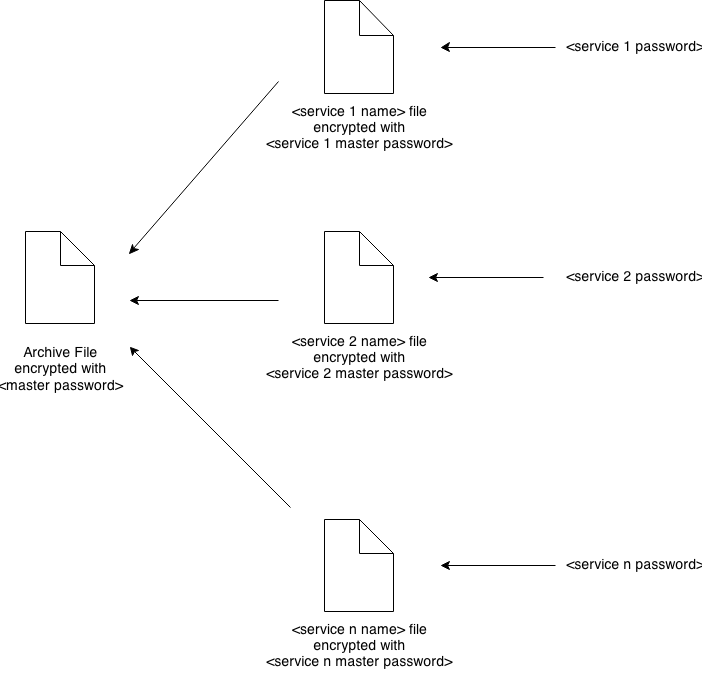 <service 1 password>
<service 1 name> file
encrypted with
<service 1 master password>
<service 2 password>
<service 2 name> file
encrypted with
<service 2 master password>
Archive File
encrypted with
<master password>
<service n password>
<service n name> file
encrypted with
<service n master password>